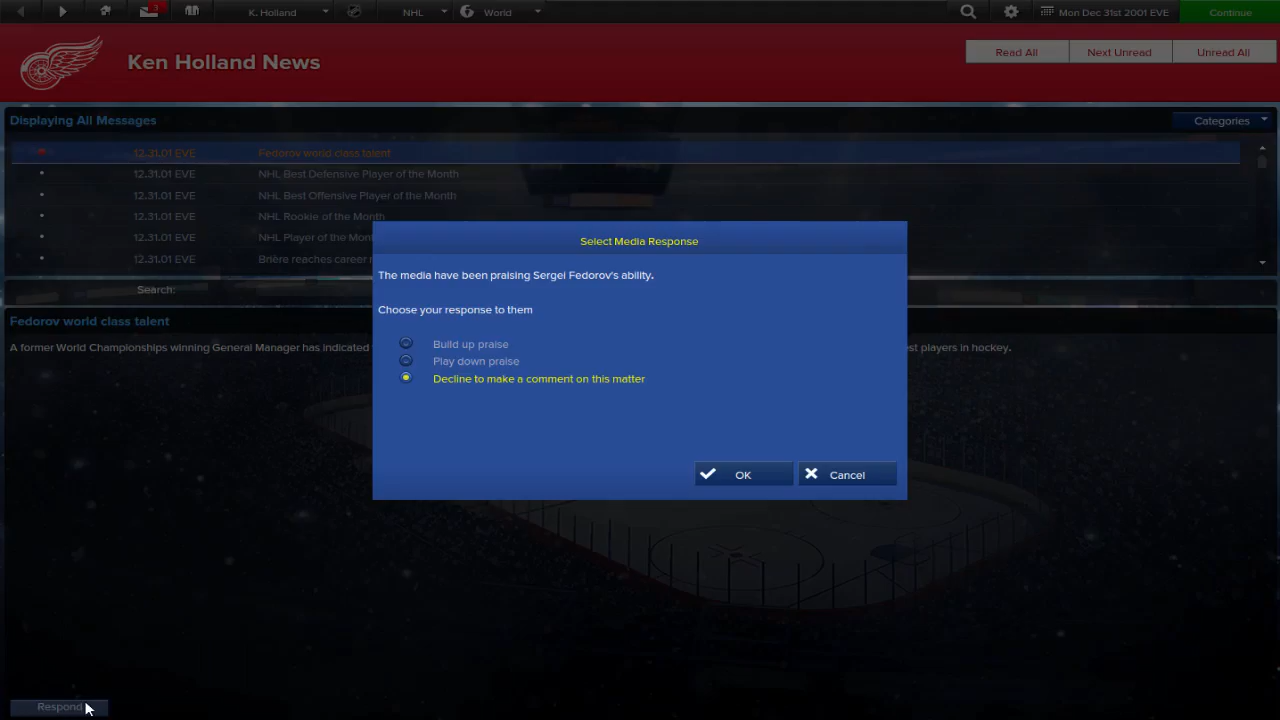 3 K. Holland NHL World Mon Dec 31st 2001 EVE Continue
Ken Holland News
Read All Next Unread Unread All
Displaying All Messages Categories
12.31.01 EVE Fedorov world class talent
12.31.01 EVE NHL Best Defensive Player of the Month
12.31.01 EVE NHL Best Offensive Player of the Month
12.31.01 EVE NHL Rookie of the Month
12.31.01 EVE NHL Player of the Mont
12.31.01 EVE Brière reaches career
Search:
Fedorov world class talent
A former World Championships winning General Manager has indicated est players in hockey.
Select Media Response
The media have been praising Sergei Fedorov's ability.
Choose your response to them
Build up praise
Play down praise
Decline to make a comment on this matter
OK Cancel
Respond